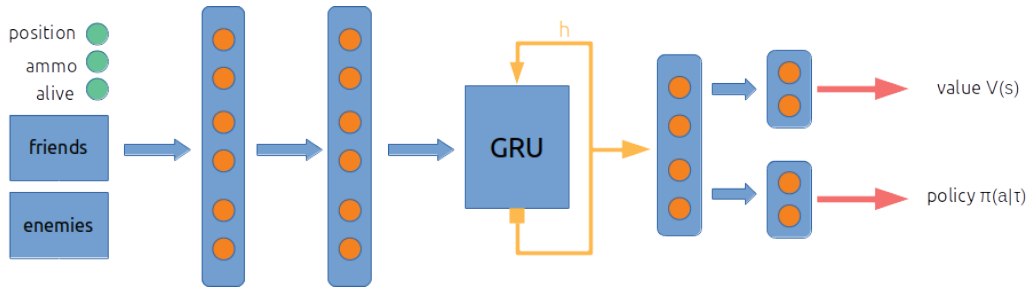 position
ammo
alive
friends
enemies
h
GRU
value V(s)
policy π(a|τ)